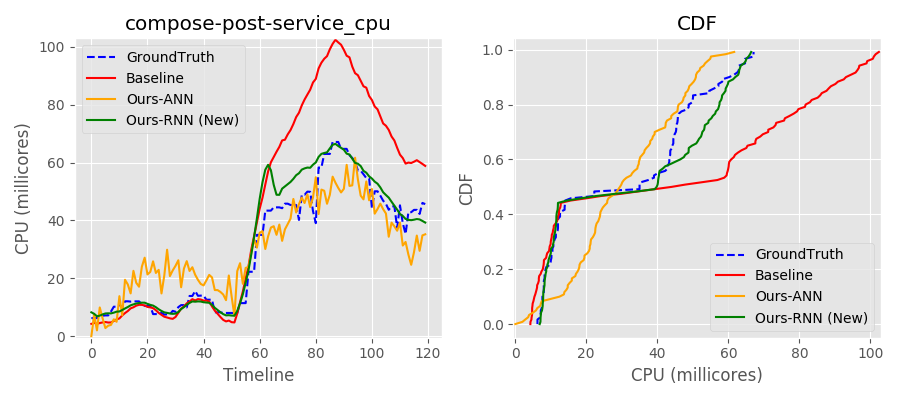 compose-post-service_cpu
CPU (millicores)
100
80
60
40
20
0
GroundTruth
Baseline
Ours-ANN
Ours-RNN (New)
0 20 40 60 80 100 120
Timeline
CDF
CDF
1.0
0.8
0.6
0.4
0.2
0.0
GroundTruth
Baseline
Ours-ANN
Ours-RNN (New)
0 20 40 60 80 100
CPU (millicores)